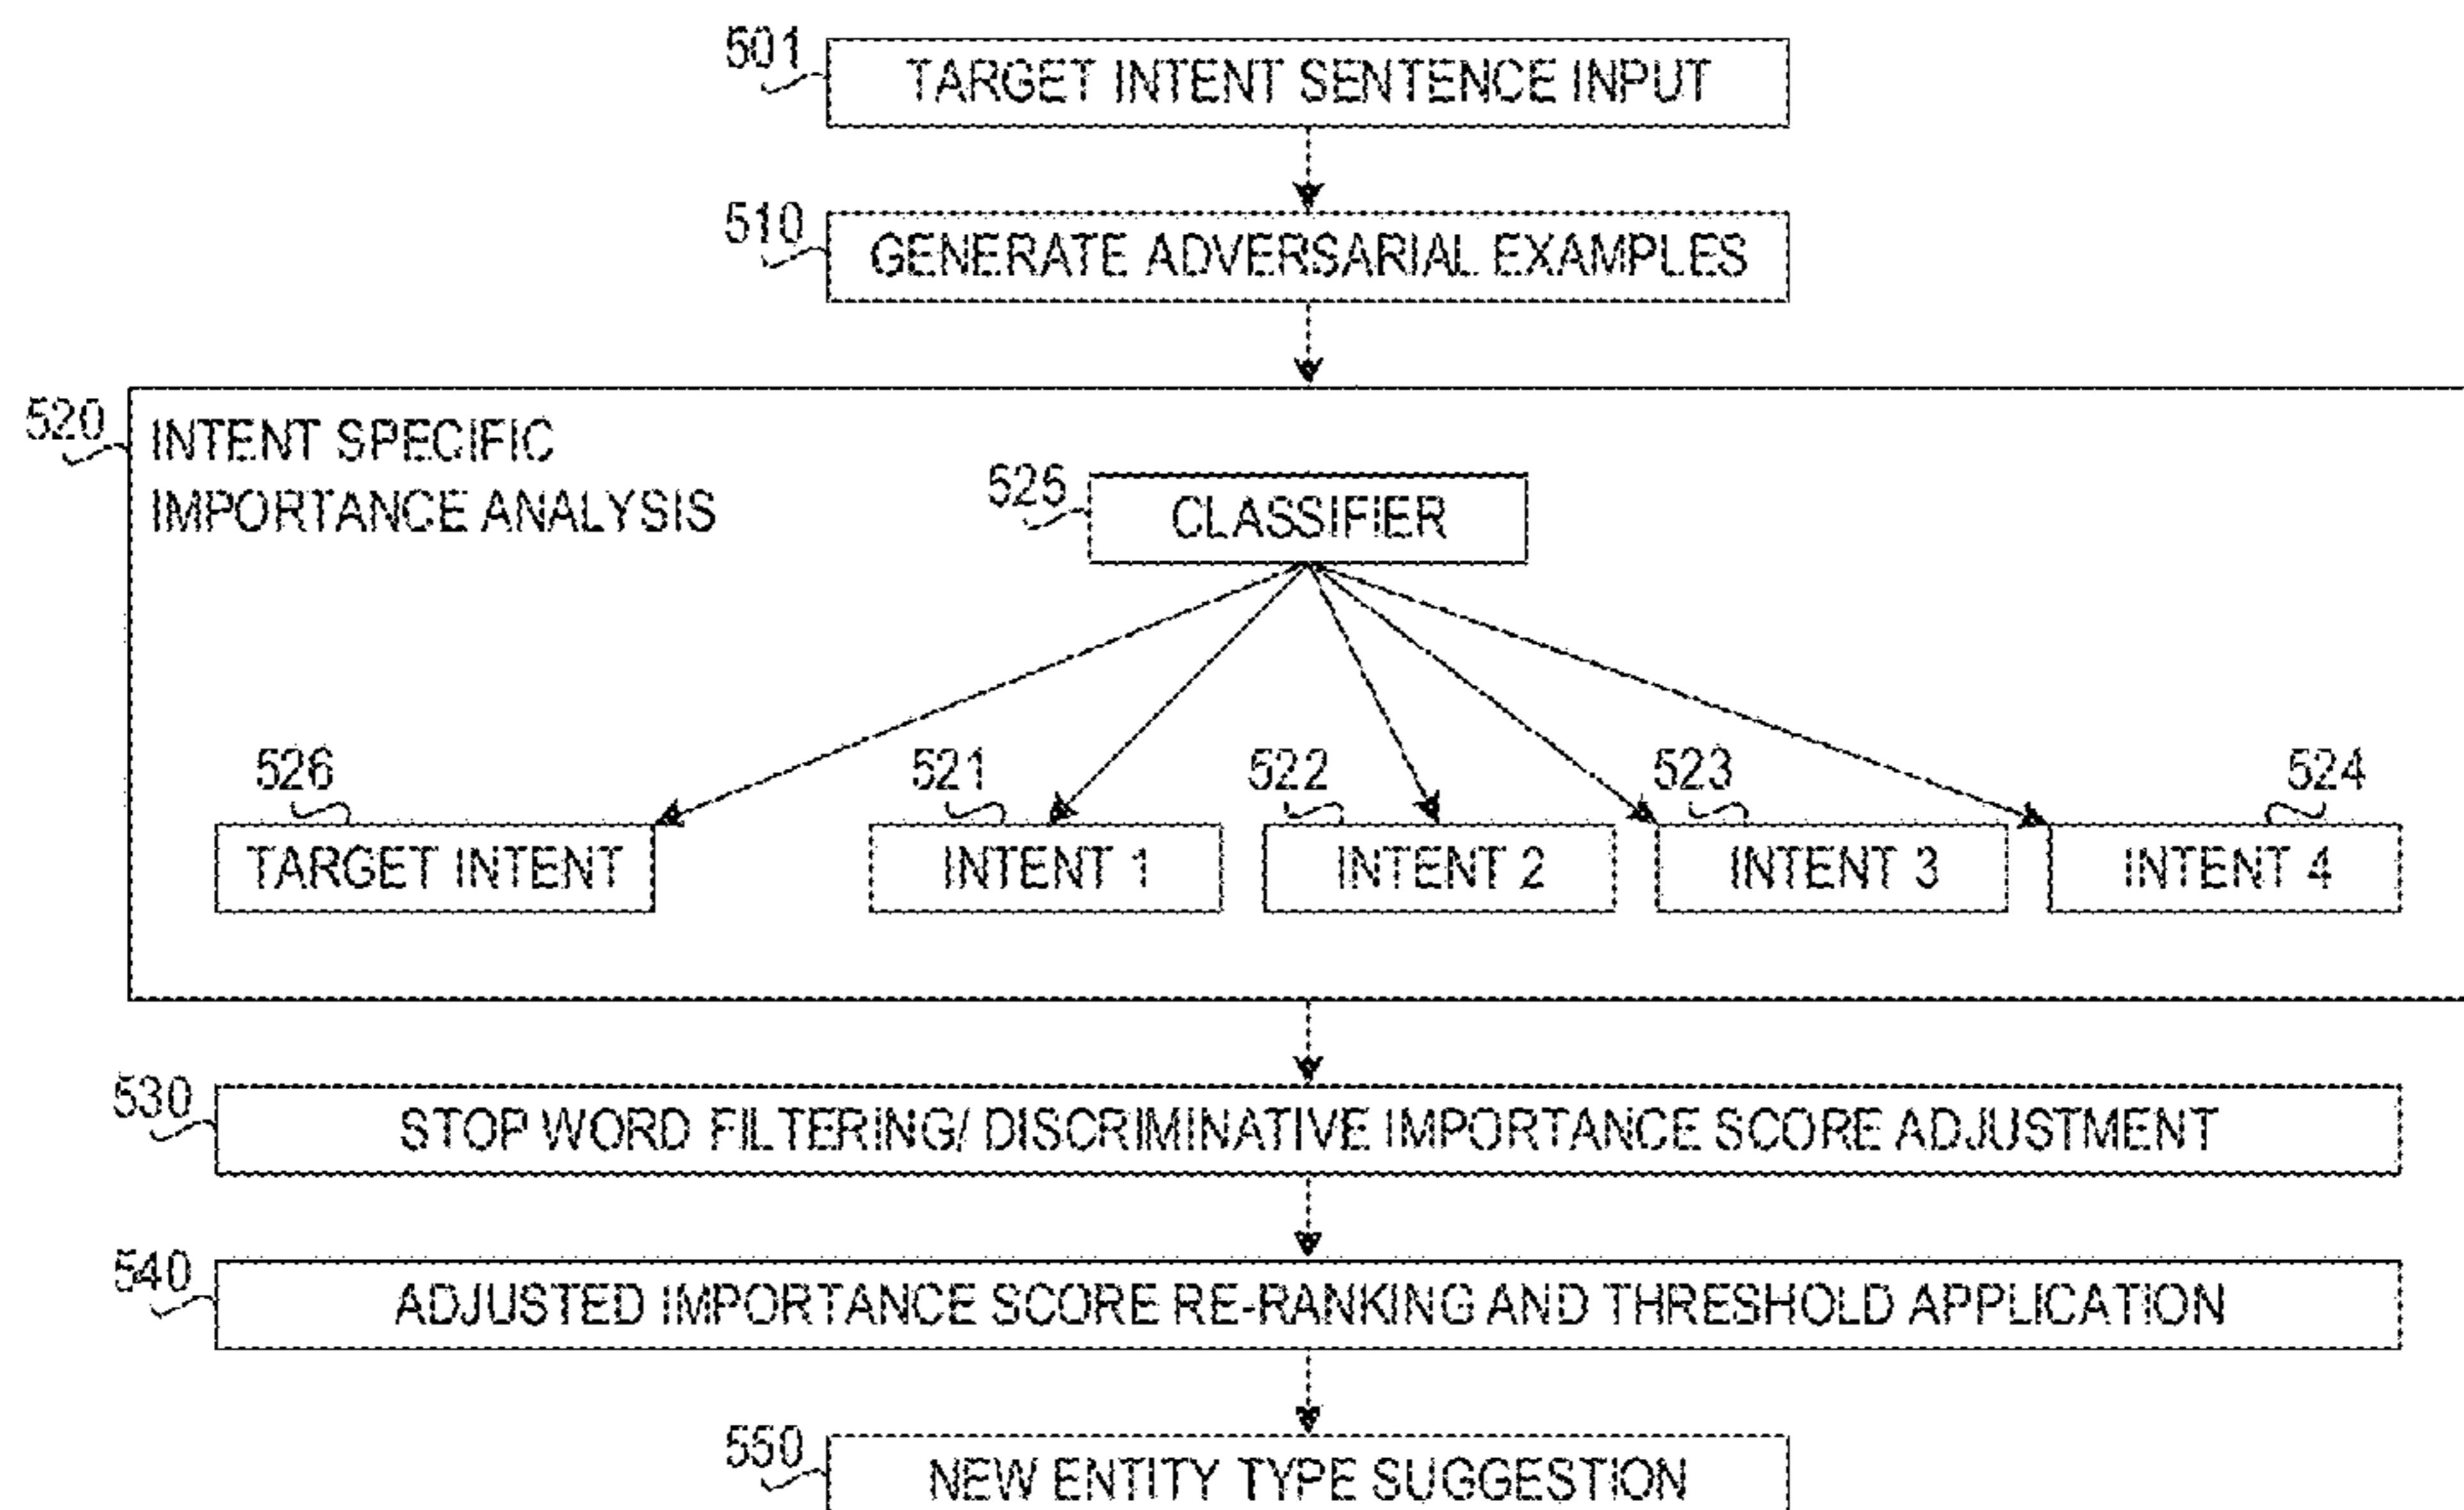 501
TARGET INTENT SENTENCE INPUT
510
GENERATE ADVERSARIAL EXAMPLES
520
INTENT SPECIFIC
IMPORTANCE ANALYSIS
525
CLASSIFIER
526 521 522 523 524
TARGET INTENT INTENT 1 INTENT 2 INTENT 3 INTENT 4
530
STOP WORD FILTERING/ DISCRIMINATIVE IMPORTANCE SCORE ADJUSTMENT
540
ADJUSTED IMPORTANCE SCORE RE-RANKING AND THRESHOLD APPLICATION
550
NEW ENTITY TYPE SUGGESTION